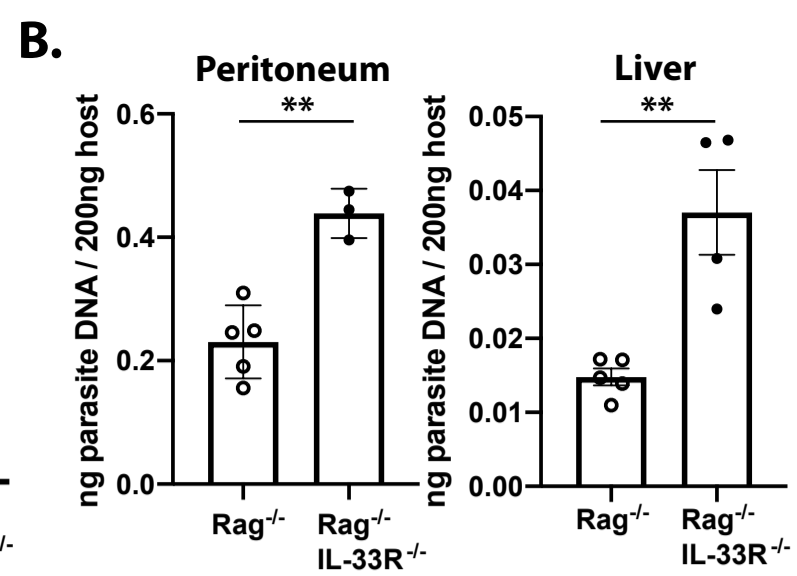 B.
Peritoneum
**
ng parasite DNA / 200ng host
0.6
0.4
0.2
0.0
Rag-/-
Rag-/-
IL-33R-/-
Liver
**
ng parasite DNA / 200ng host
0.05
0.04
0.03
0.02
0.01
0.00
Rag-/-
Rag-/-
IL-33R-/-
/-